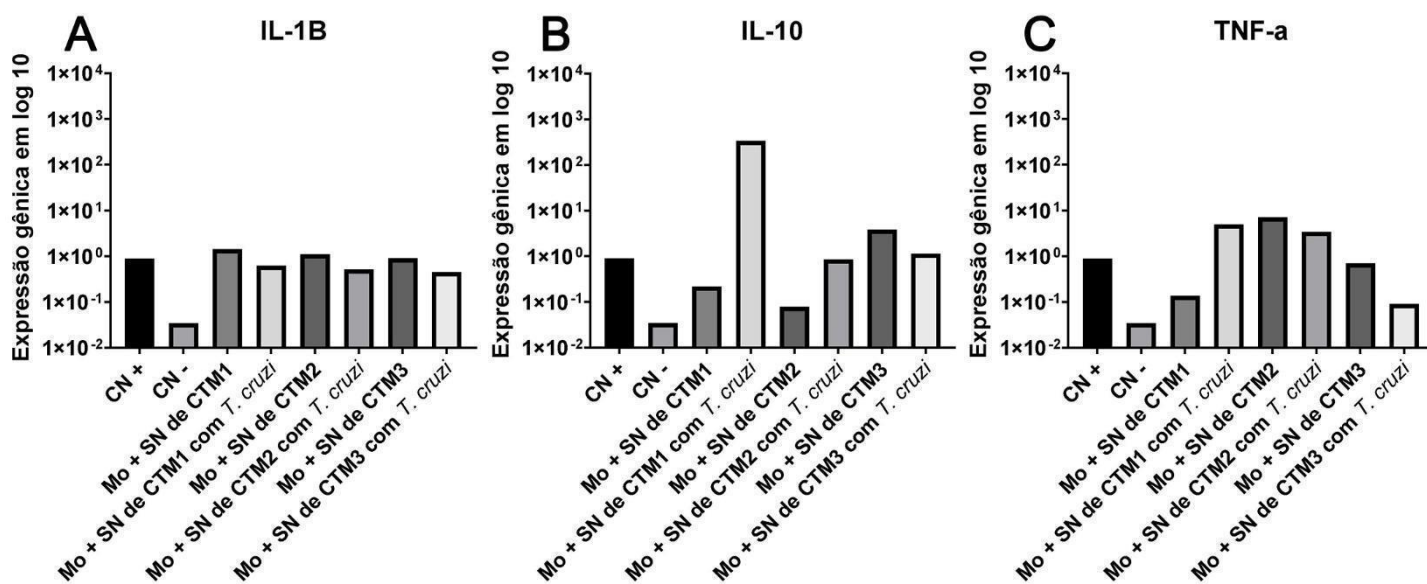 A
IL-1B
Expressão gênica em log 10
1×10⁴
1×10³
1×10²
1×10¹
1×10⁰
1×10⁻¹
1×10⁻²
CN +
CN -
Mo + SN de CTM1
Mo + SN de CTM1 com T. cruzi
Mo + SN de CTM2
Mo + SN de CTM2 com T. cruzi
Mo + SN de CTM3
Mo + SN de CTM3 com T. cruzi
B
IL-10
Expressão gênica em log 10
1×10⁴
1×10³
1×10²
1×10¹
1×10⁰
1×10⁻¹
1×10⁻²
CN +
CN -
Mo + SN de CTM1
Mo + SN de CTM1 com T. cruzi
Mo + SN de CTM2
Mo + SN de CTM2 com T. cruzi
Mo + SN de CTM3
Mo + SN de CTM3 com T. cruzi
C
TNF-a
Expressão gênica em log 10
1×10⁴
1×10³
1×10²
1×10¹
1×10⁰
1×10⁻¹
1×10⁻²
CN +
CN -
Mo + SN de CTM1
Mo + SN de CTM1 com T. cruzi
Mo + SN de CTM2
Mo + SN de CTM2 com T. cruzi
Mo + SN de CTM3
Mo + SN de CTM3 com T. cruzi